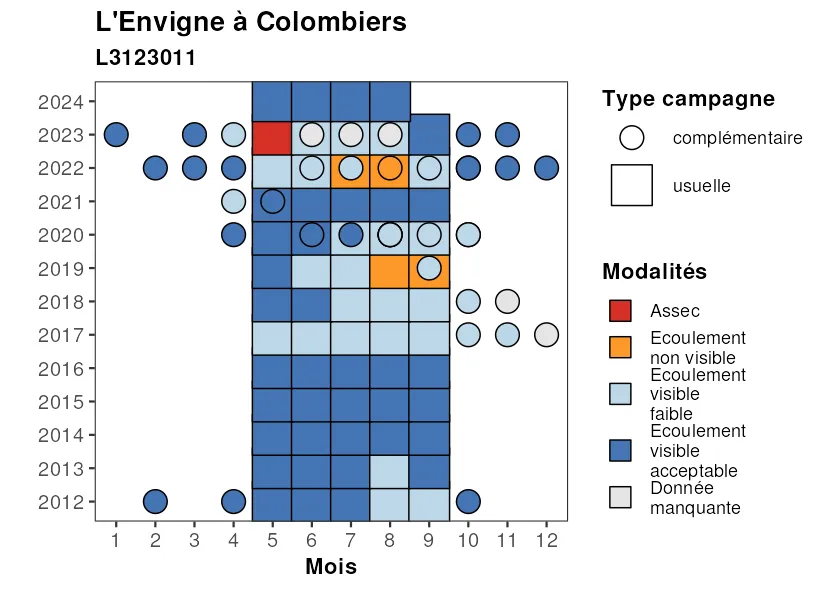 L'Envigne à Colombiers
L3123011
2024
2023
2022
2021
2020
2019
2018
2017
2016
2015
2014
2013
2012
1 2 3 4 5 6 7 8 9 10 11 12
Mois
Type campagne
complémentaire
usuelle
Modalités
Assec
Ecoulement
non visible
Ecoulement
visible
faible
Ecoulement
visible
acceptable
Donnée
manquante